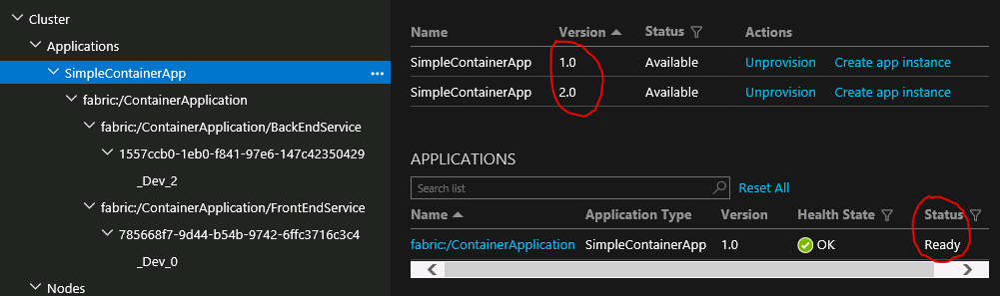 Cluster
Applications
SimpleContainerApp ...
fabric:/ContainerApplication
fabric:/ContainerApplication/BackEndService
1557ccb0-1eb0-f841-97e6-147c42350429
_Dev_2
fabric:/ContainerApplication/FrontEndService
785668f7-9d44-b54b-9742-6ffc3716c3c4
_Dev_0
Nodes
Name Version Status Actions
SimpleContainerApp 1.0 Available Unprovision Create app instance
SimpleContainerApp 2.0 Available Unprovision Create app instance
APPLICATIONS
Search list Reset All
Name Application Type Version Health State Status
fabric:/ContainerApplication SimpleContainerApp 1.0 OK Ready